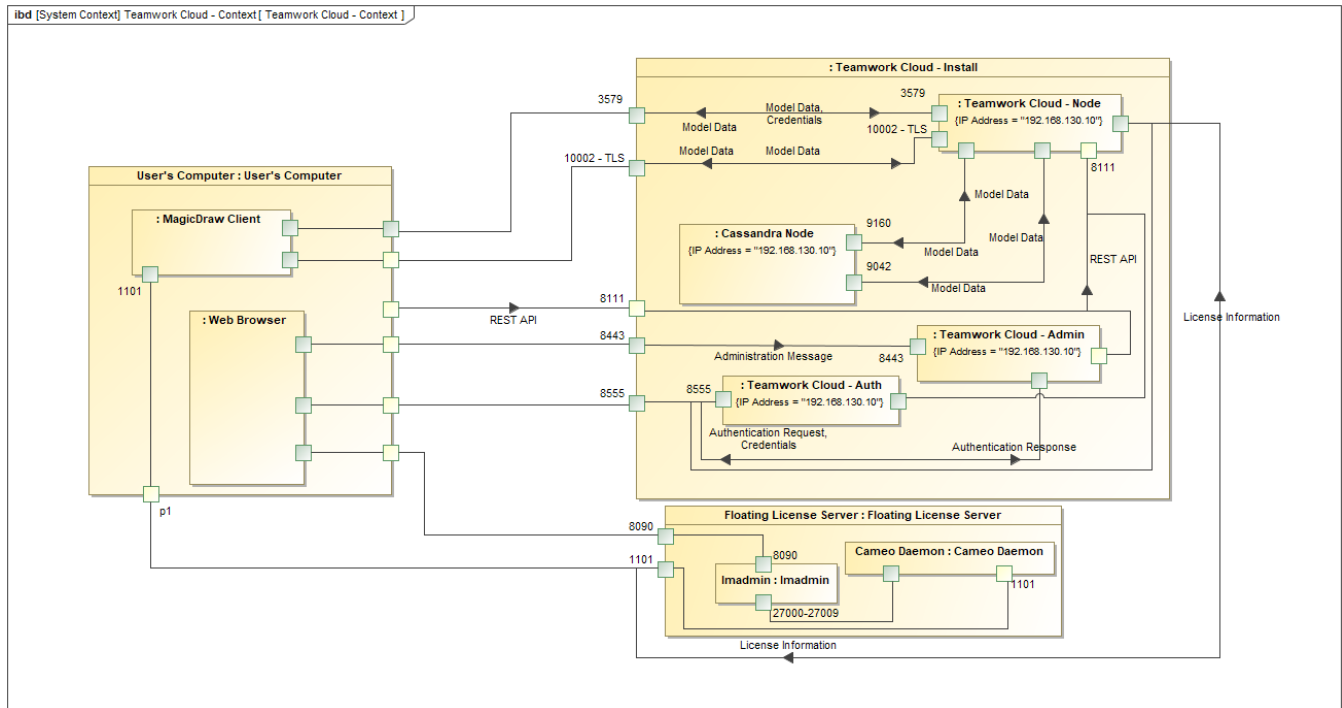 ibd [System Context] Teamwork Cloud - Context [ Teamwork Cloud - Context ]
: Teamwork Cloud - Install
3579
Model Data,
Credentials
Model Data
3579
: Teamwork Cloud - Node
{IP Address = "192.168.130.10"}
10002 - TLS
10002 - TLS
Model Data
Model Data
8111
User's Computer : User's Computer
: MagicDraw Client
1101
Model Data
: Cassandra Node
{IP Address = "192.168.130.10"}
9160
Model Data
Model Data
9042
Model Data
REST API
: Web Browser
8111
REST API
License Information
8443
Administration Message
8443
: Teamwork Cloud - Admin
{IP Address = "192.168.130.10"}
8555
8555
: Teamwork Cloud - Auth
{IP Address = "192.168.130.10"}
Authentication Request,
Credentials
Authentication Response
p1
Floating License Server : Floating License Server
8090
1101
8090
lmadmin : lmadmin
27000-27009
Cameo Daemon : Cameo Daemon
1101
License Information